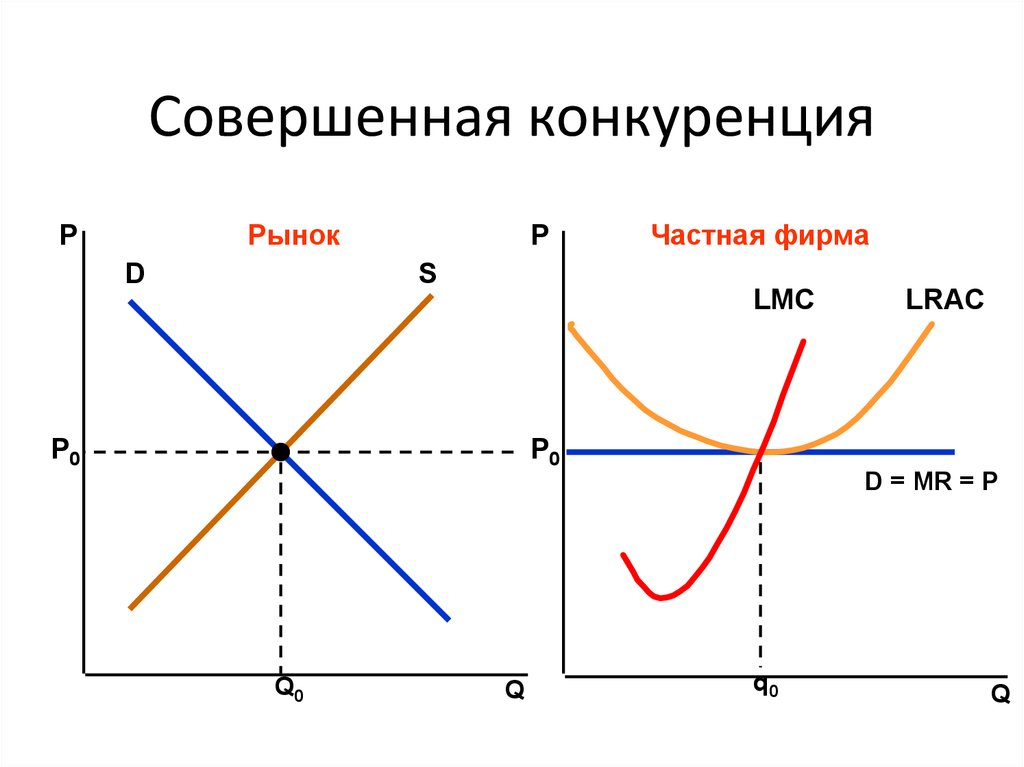 Совершенная конкуренция
P Рынок P Частная фирма
D S
LMC LRAC
P₀ P₀
D = MR = P
Q₀ Q q₀ Q